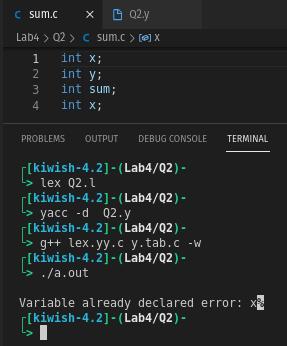 C sum.c × Q2.y
Lab4 > Q2 > C sum.c > x
1 int x;
2 int y;
3 int sum;
4 int x;
PROBLEMS OUTPUT DEBUG CONSOLE TERMINAL
┌[kiwish-4.2]-(Lab4/Q2)-
└> lex Q2.l
┌[kiwish-4.2]-(Lab4/Q2)-
└> yacc -d  Q2.y
┌[kiwish-4.2]-(Lab4/Q2)-
└> g++ lex.yy.c y.tab.c -w
┌[kiwish-4.2]-(Lab4/Q2)-
└> ./a.out
Variable already declared error: x%
┌[kiwish-4.2]-(Lab4/Q2)-
└>